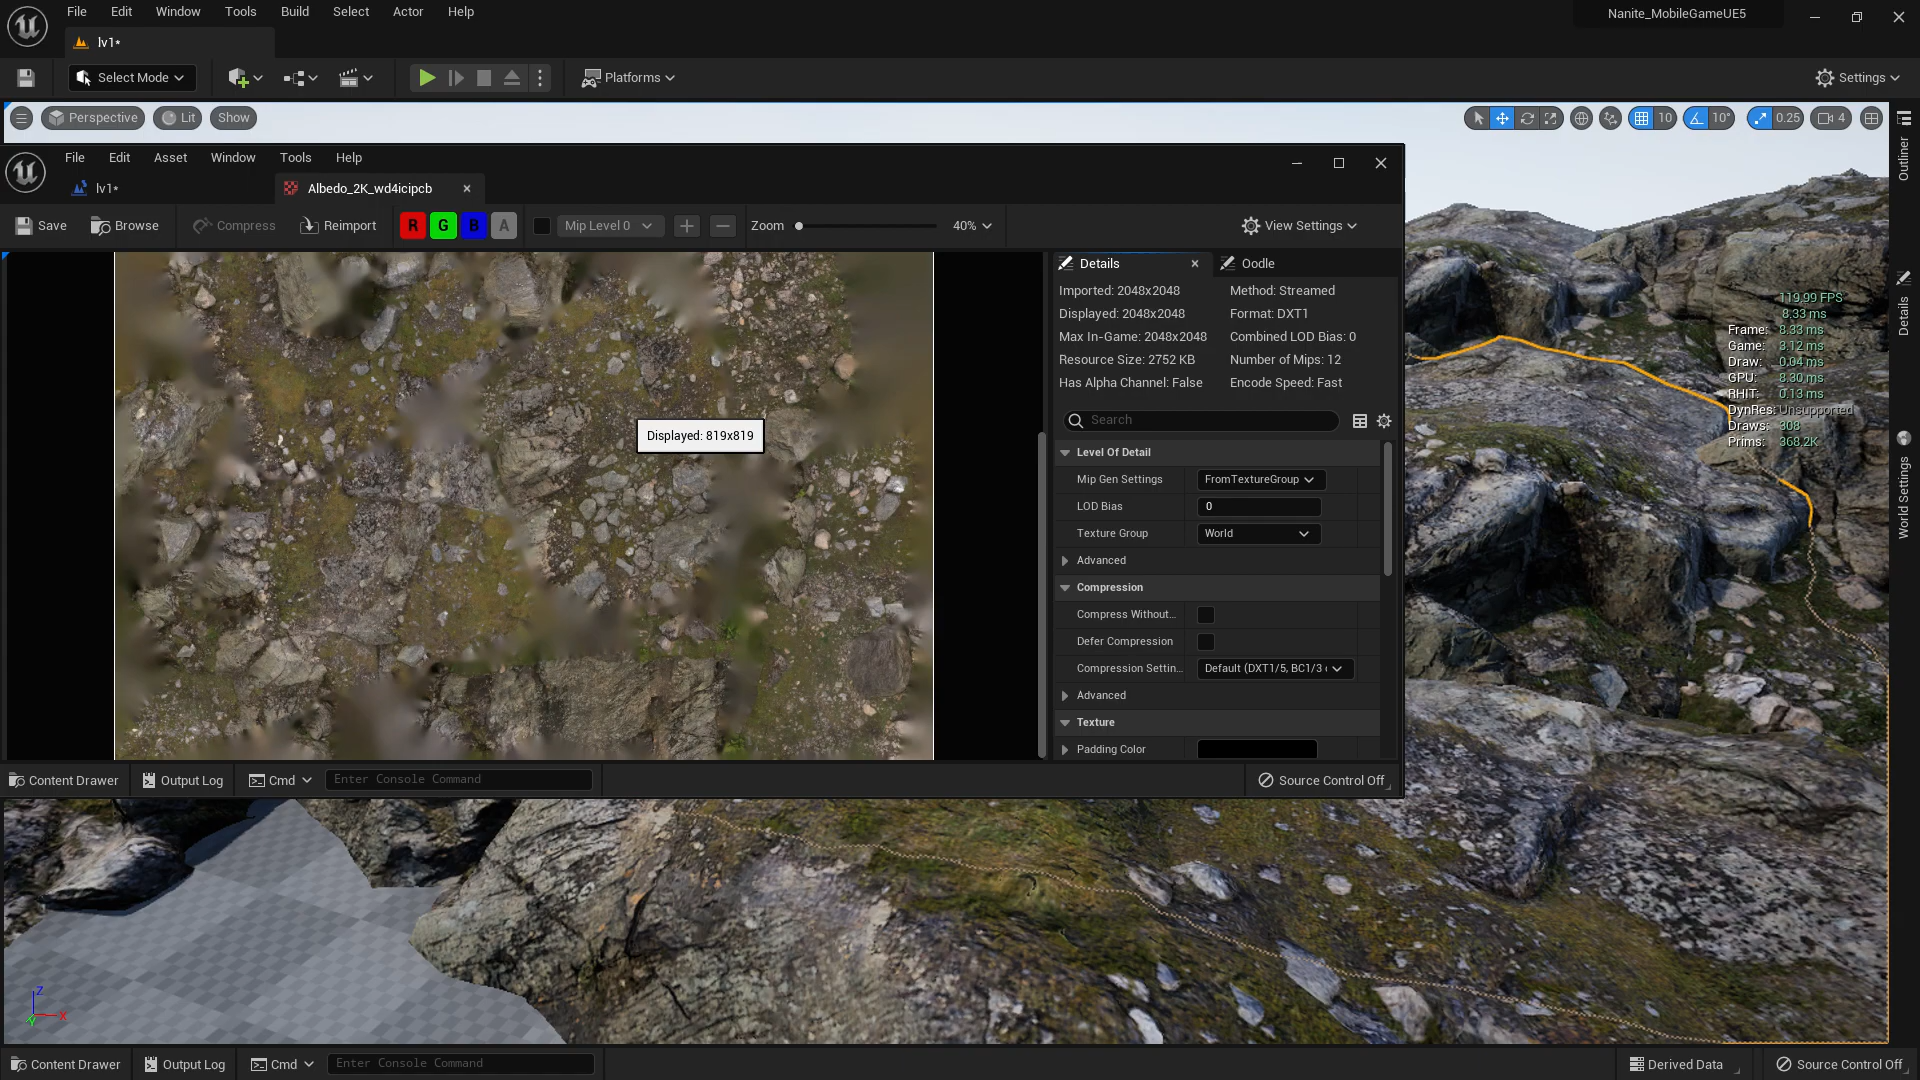 File Edit Window Tools Build Select Actor Help
Nanite_MobileGameUE5
lv1*
Select Mode
Platforms
Settings
Perspective Lit Show
10 10° 0.25 4
Outliner
Details
World Settings
File Edit Asset Window Tools Help
lv1* Albedo_2K_wd4icipcb
Save Browse Compress Reimport R G B A Mip Level 0 Zoom 40% View Settings
Details Oodle
Imported: 2048x2048 Method: Streamed
Displayed: 2048x2048 Format: DXT1
Max In-Game: 2048x2048 Combined LOD Bias: 0
Resource Size: 2752 KB Number of Mips: 12
Has Alpha Channel: False Encode Speed: Fast
Search
Level Of Detail
Mip Gen Settings FromTextureGroup
LOD Bias 0
Texture Group World
Advanced
Compression
Compress Without...
Defer Compression
Compression Settin... Default (DXT1/5, BC1/3
Advanced
Texture
Padding Color
Displayed: 819x819
119.99 FPS
8.33 ms
Frame: 8.33 ms
Game: 3.12 ms
Draw: 0.04 ms
GPU: 8.30 ms
RHIT: 0.13 ms
DynRes: Unsupported
Draws: 308
Prims: 368.2K
Content Drawer Output Log Cmd Enter Console Command Source Control Off
Z
X
Y
Content Drawer Output Log Cmd Enter Console Command Derived Data Source Control Off